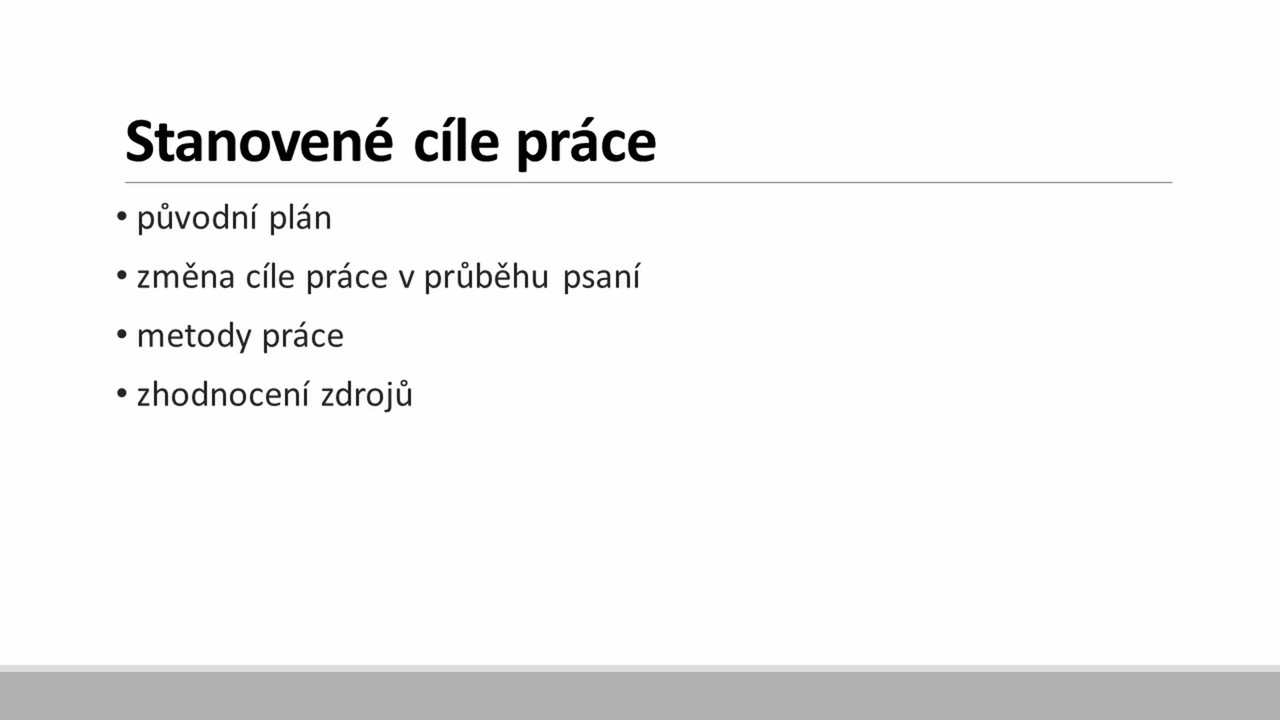 Stanovené cíle práce
• původní plán
• změna cíle práce v průběhu psaní
• metody práce
• zhodnocení zdrojů